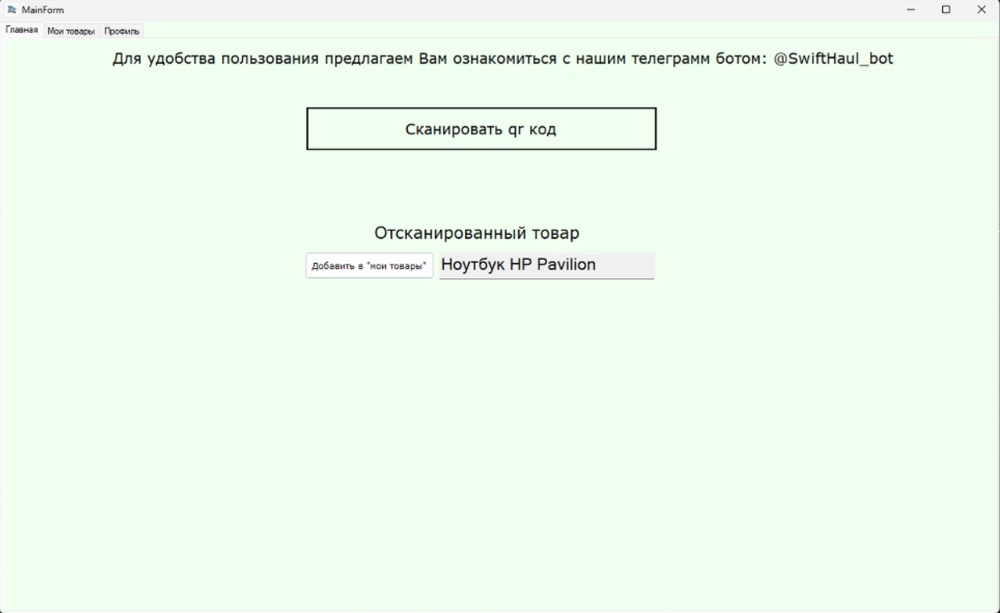 MainForm
Главная Мои товары Профиль
Для удобства пользования предлагаем Вам ознакомиться с нашим телеграмм ботом: @SwiftHaul_bot
Сканировать qr код
Отсканированный товар
Добавить в "мои товары" Ноутбук HP Pavilion